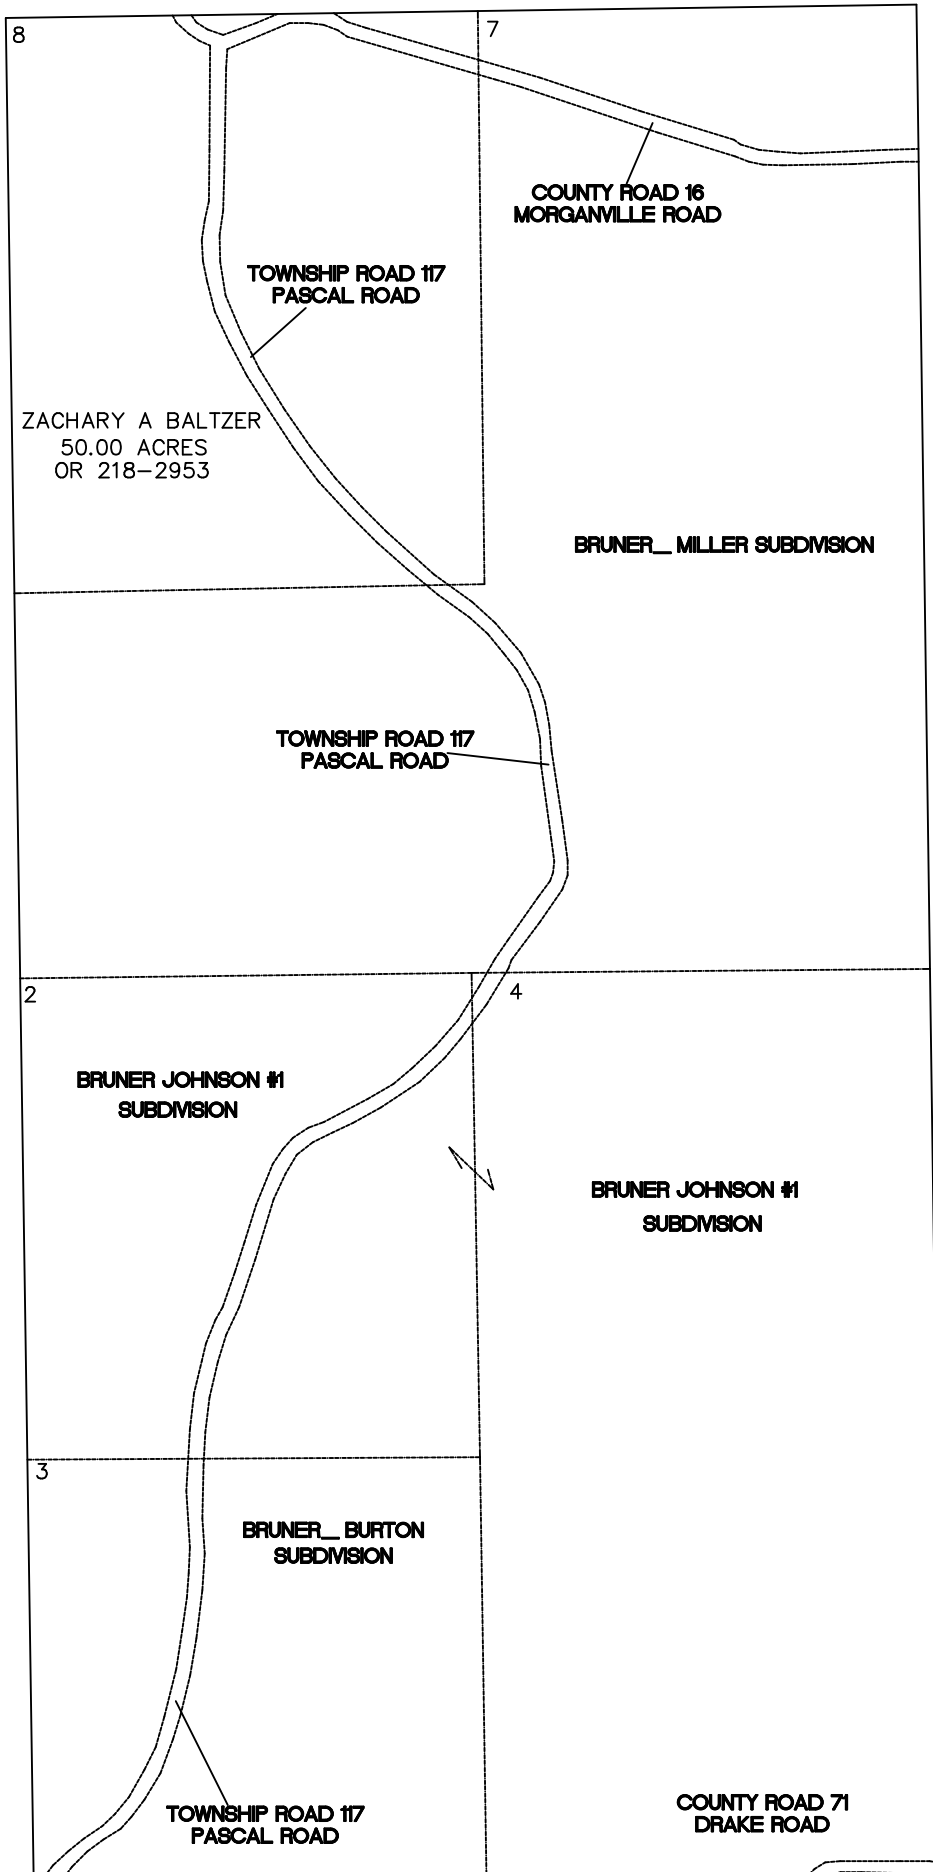 8
7
COUNTY ROAD 16
MORGANVILLE ROAD
TOWNSHIP ROAD 117
PASCAL ROAD
ZACHARY A BALTZER
50.00 ACRES
OR 218-2953
BRUNER_ MILLER SUBDIVISION
TOWNSHIP ROAD 117
PASCAL ROAD
2
4
BRUNER JOHNSON #1
SUBDIVISION
BRUNER JOHNSON #1
SUBDIVISION
3
BRUNER_ BURTON
SUBDIVISION
TOWNSHIP ROAD 117
PASCAL ROAD
COUNTY ROAD 71
DRAKE ROAD